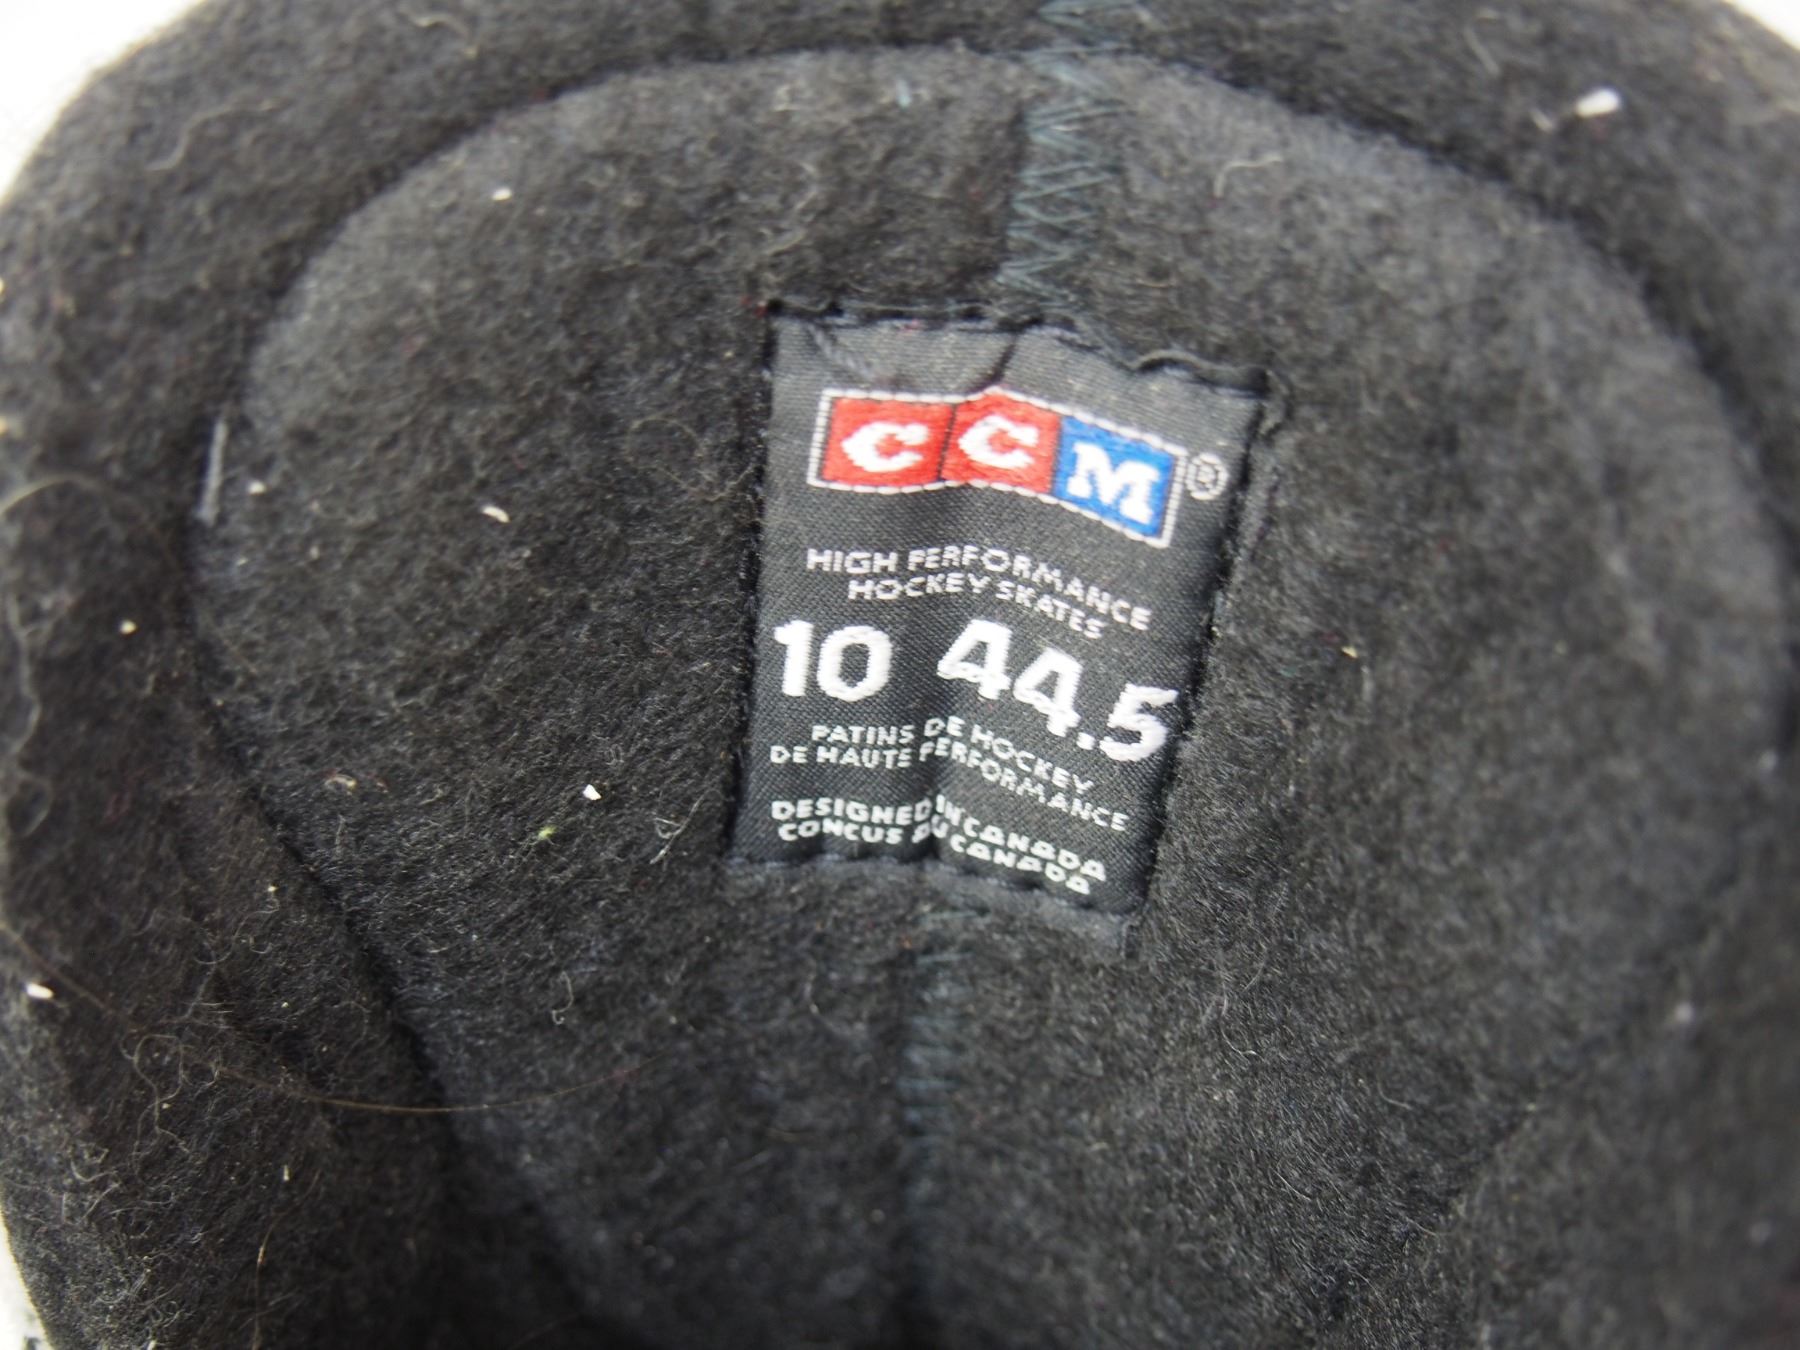 CCM®
HIGH PERFORMANCE
HOCKEY SKATES
10 44.5
PATINS DE HOCKEY
DE HAUTE PERFORMANCE
DESIGNED IN CANADA
CONCUS AU CANADA